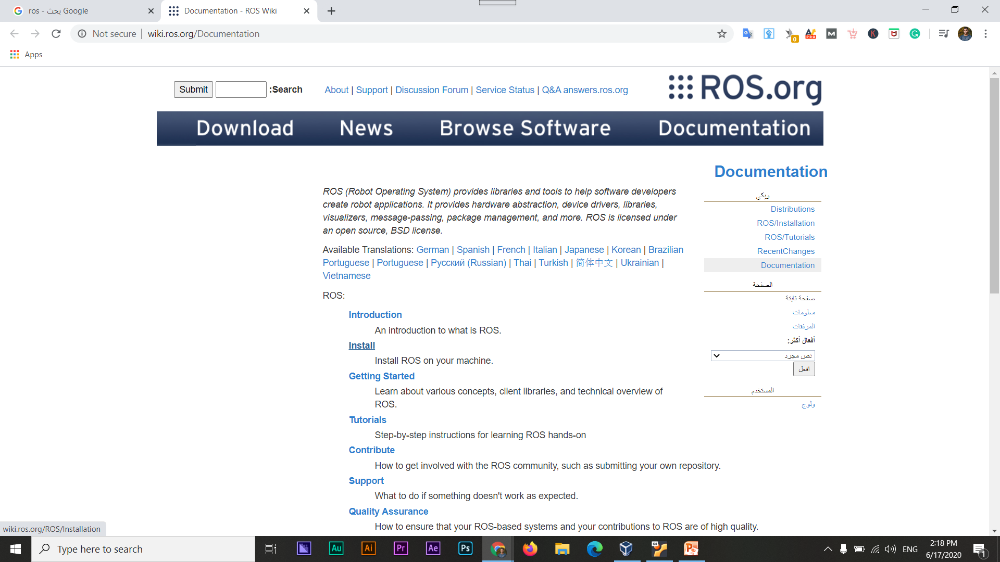 ros - بحث Google
Documentation - ROS Wiki
Not secure | wiki.ros.org/Documentation
Apps
Submit :Search
About | Support | Discussion Forum | Service Status | Q&A answers.ros.org
ROS.org
Download News Browse Software Documentation
Documentation
ROS (Robot Operating System) provides libraries and tools to help software developers
create robot applications. It provides hardware abstraction, device drivers, libraries,
visualizers, message-passing, package management, and more. ROS is licensed under
an open source, BSD license.
Available Translations: German | Spanish | French | Italian | Japanese | Korean | Brazilian
Portuguese | Portuguese | Русский (Russian) | Thai | Turkish | 简体中文 | Ukrainian |
Vietnamese
ROS:
Introduction
An introduction to what is ROS.
Install
Install ROS on your machine.
Getting Started
Learn about various concepts, client libraries, and technical overview of
ROS.
Tutorials
Step-by-step instructions for learning ROS hands-on
Contribute
How to get involved with the ROS community, such as submitting your own repository.
Support
What to do if something doesn't work as expected.
Quality Assurance
How to ensure that your ROS-based systems and your contributions to ROS are of high quality.
ويكي
Distributions
ROS/Installation
ROS/Tutorials
RecentChanges
Documentation
الصفحة
صفحة ثابتة
معلومات
المرفقات
أفعال أكثر:
نص مجرد
افعل
المستخدم
ولوج
wiki.ros.org/ROS/Installation
Type here to search
Au
Ai
Pr
Ae
Ps
64
ENG
2:18 PM
6/17/2020
1
0
PRO
M
K
G